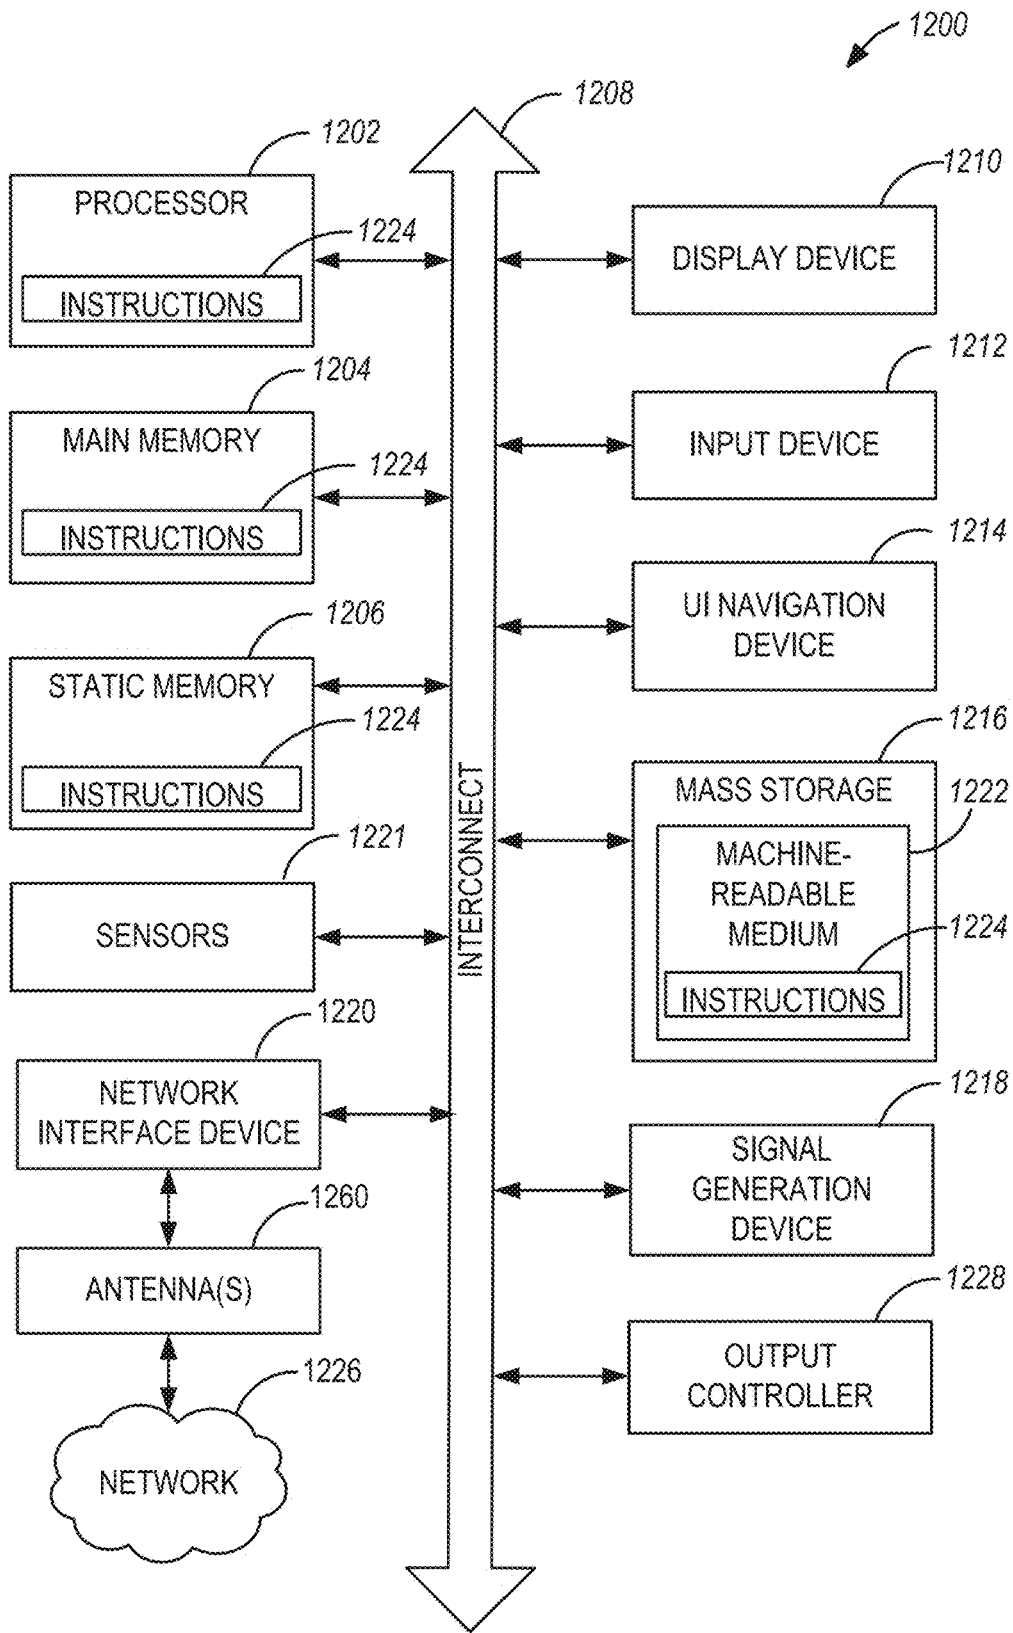 1200
1208
1202
PROCESSOR
1224
INSTRUCTIONS
1204
MAIN MEMORY
1224
INSTRUCTIONS
1206
STATIC MEMORY
1224
INSTRUCTIONS
1221
SENSORS
1220
NETWORK
INTERFACE DEVICE
1260
ANTENNA(S)
1226
NETWORK
INTERCONNECT
1210
DISPLAY DEVICE
1212
INPUT DEVICE
1214
UI NAVIGATION
DEVICE
1216
MASS STORAGE
1222
MACHINE-
READABLE
MEDIUM
1224
INSTRUCTIONS
1218
SIGNAL
GENERATION
DEVICE
1228
OUTPUT
CONTROLLER